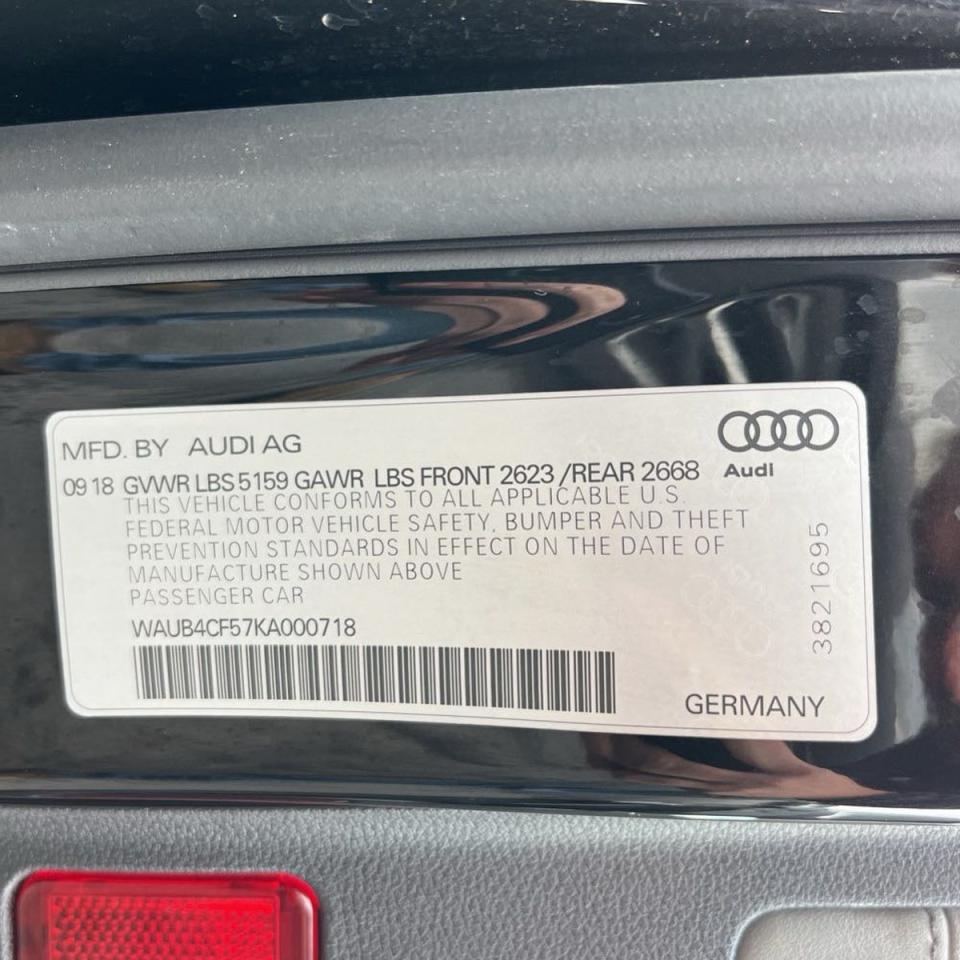 MFD. BY AUDI AG
Audi
09 18 GVWR LBS 5159 GAWR LBS FRONT 2623 /REAR 2668
THIS VEHICLE CONFORMS TO ALL APPLICABLE U.S.
FEDERAL MOTOR VEHICLE SAFETY, BUMPER AND THEFT
PREVENTION STANDARDS IN EFFECT ON THE DATE OF
MANUFACTURE SHOWN ABOVE
PASSENGER CAR
WAUB4CF57KA000718
3821695
GERMANY